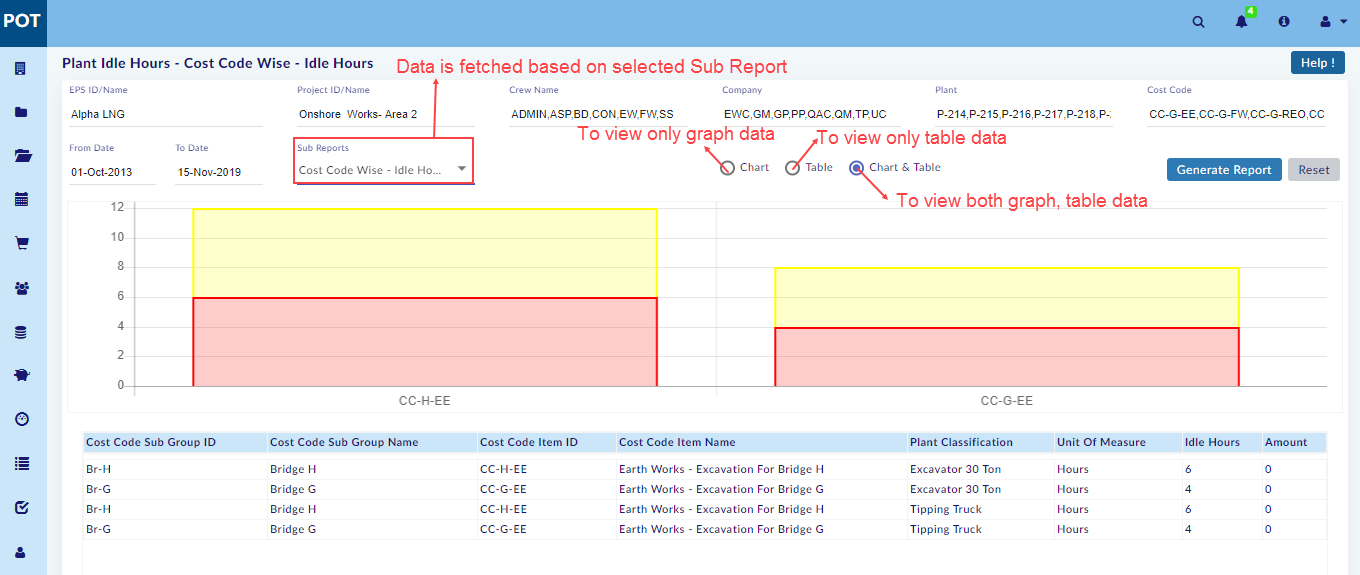 POT
4
Plant Idle Hours - Cost Code Wise - Idle Hours
Data is fetched based on selected Sub Report
Help !
EPS ID/Name
Project ID/Name
Crew Name
Company
Plant
Cost Code
Alpha LNG
Onshore Works- Area 2
ADMIN,ASP,BD,CON,EW,FW,SS
EWC,GM,GP,PP,QAC,QM,TP,UC
P-214,P-215,P-216,P-217,P-218,P-
CC-G-EE,CC-G-FW,CC-G-REO,CC
To view only graph data
To view only table data
From Date
To Date
Sub Reports
01-Oct-2013
15-Nov-2019
Cost Code Wise - Idle Ho...
Chart
Table
Chart & Table
Generate Report
Reset
To view both graph, table data
12
10
8
6
4
2
0
CC-H-EE
CC-G-EE
Cost Code Sub Group ID Cost Code Sub Group Name Cost Code Item ID Cost Code Item Name Plant Classification Unit Of Measure Idle Hours Amount
Br-H Bridge H CC-H-EE Earth Works - Excavation For Bridge H Excavator 30 Ton Hours 6 0
Br-G Bridge G CC-G-EE Earth Works - Excavation For Bridge G Excavator 30 Ton Hours 4 0
Br-H Bridge H CC-H-EE Earth Works - Excavation For Bridge H Tipping Truck Hours 6 0
Br-G Bridge G CC-G-EE Earth Works - Excavation For Bridge G Tipping Truck Hours 4 0